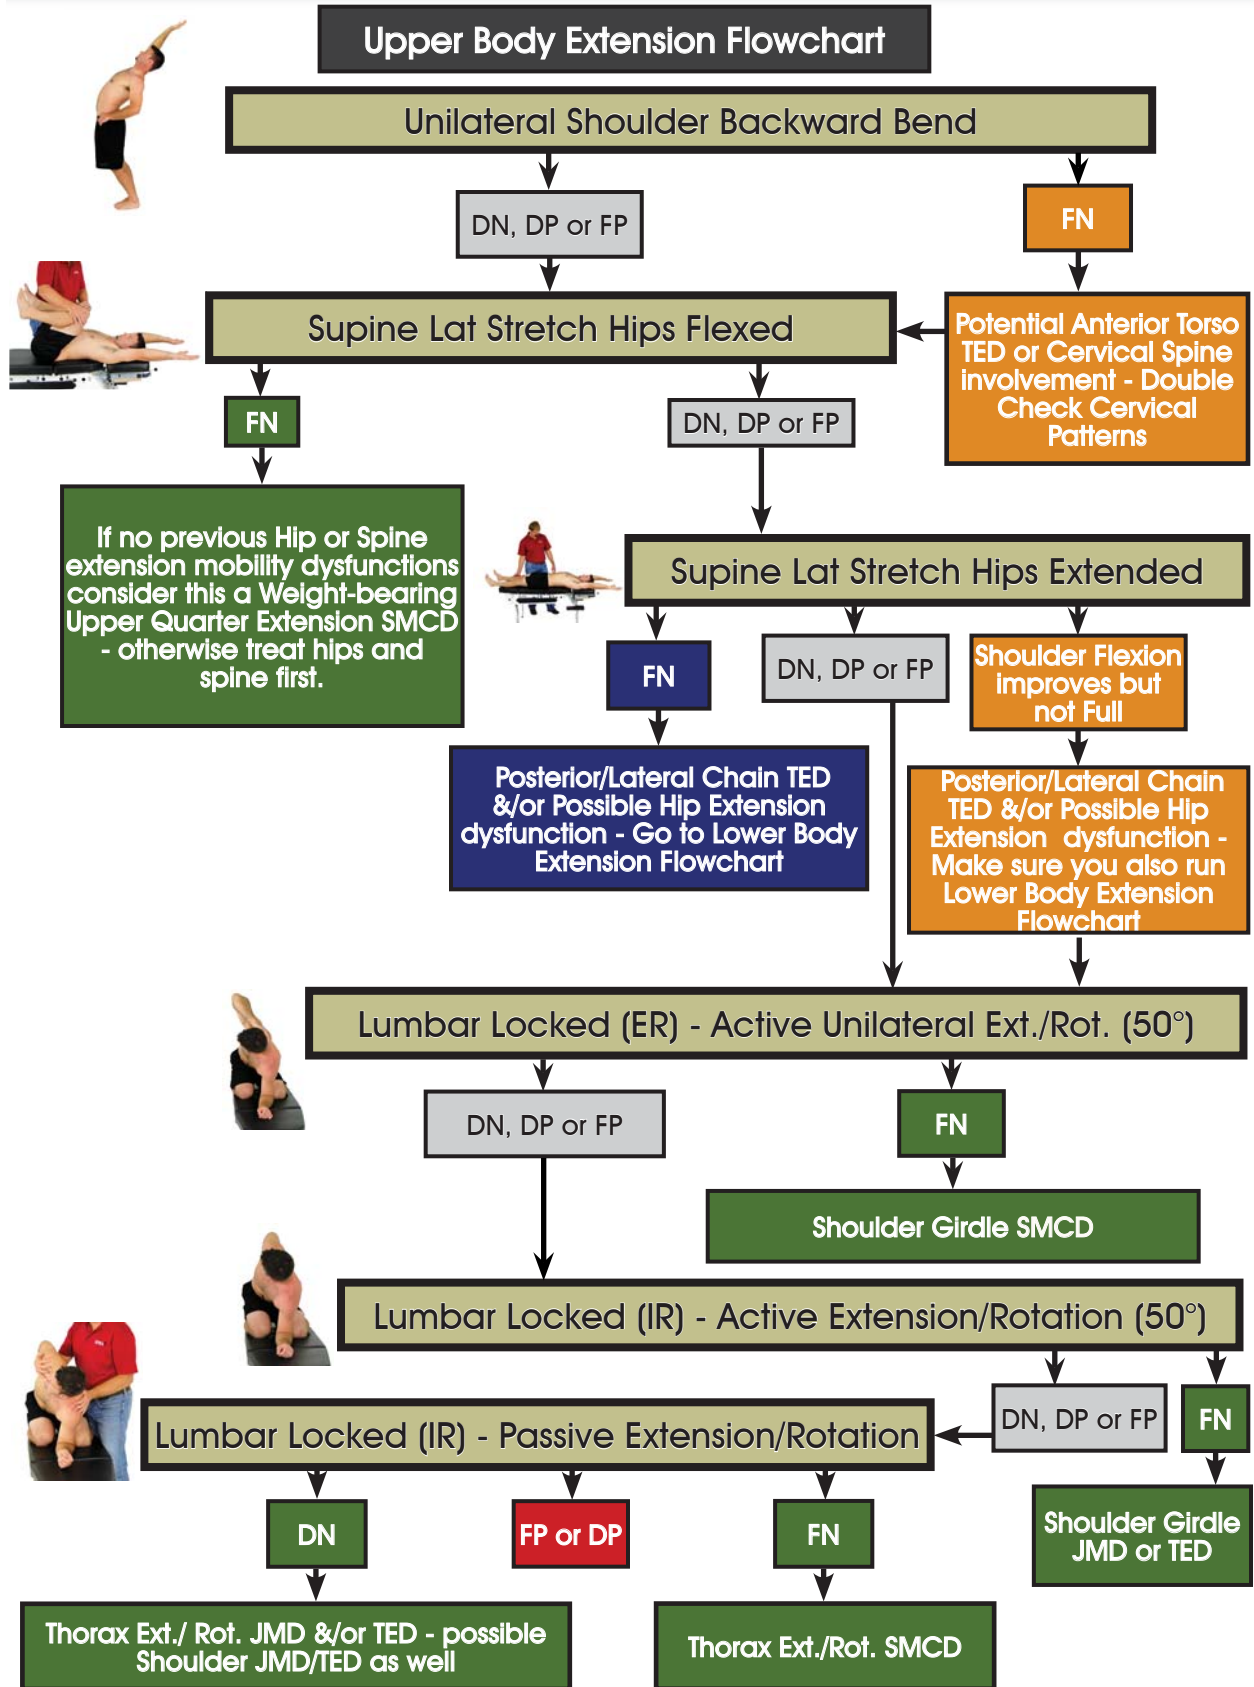 Upper Body Extension Flowchart
Unilateral Shoulder Backward Bend
DN, DP or FP
FN
Supine Lat Stretch Hips Flexed
Potential Anterior Torso
TED or Cervical Spine
involvement - Double
Check Cervical
Patterns
FN
DN, DP or FP
If no previous Hip or Spine
extension mobility dysfunctions
consider this a Weight-bearing
Upper Quarter Extension SMCD
- otherwise treat hips and
spine first.
Supine Lat Stretch Hips Extended
FN
DN, DP or FP
Shoulder Flexion
improves but
not Full
Posterior/Lateral Chain TED
&/or Possible Hip Extension
dysfunction - Go to Lower Body
Extension Flowchart
Posterior/Lateral Chain
TED &/or Possible Hip
Extension dysfunction -
Make sure you also run
Lower Body Extension
Flowchart
Lumbar Locked (ER) - Active Unilateral Ext./Rot. (50°)
DN, DP or FP
FN
Shoulder Girdle SMCD
Lumbar Locked (IR) - Active Extension/Rotation (50°)
DN, DP or FP
FN
Lumbar Locked (IR) - Passive Extension/Rotation
Shoulder Girdle
JMD or TED
DN
FP or DP
FN
Thorax Ext./ Rot. JMD &/or TED - possible
Shoulder JMD/TED as well
Thorax Ext./Rot. SMCD